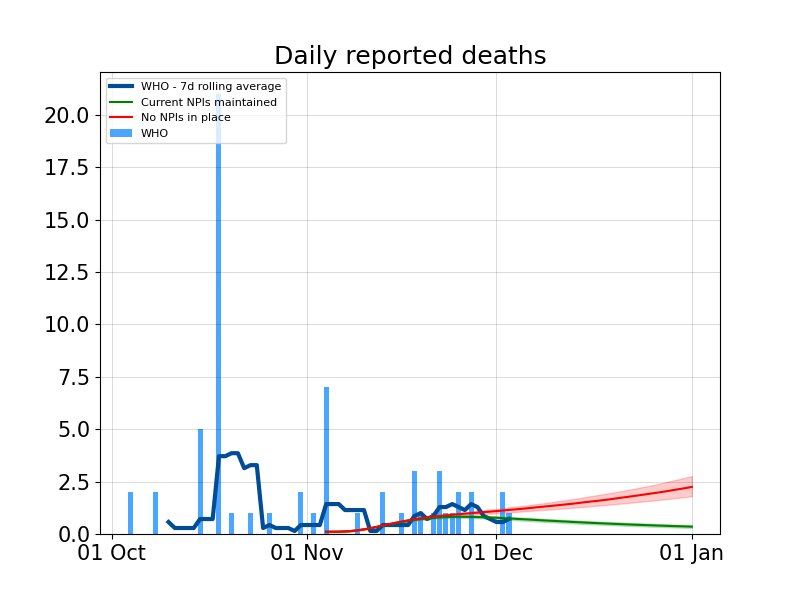 Daily reported deaths
WHO - 7d rolling average
Current NPIs maintained
No NPIs in place
WHO
20.0
17.5
15.0
12.5
10.0
7.5
5.0
2.5
0.0
01 Oct 01 Nov 01 Dec 01 Jan